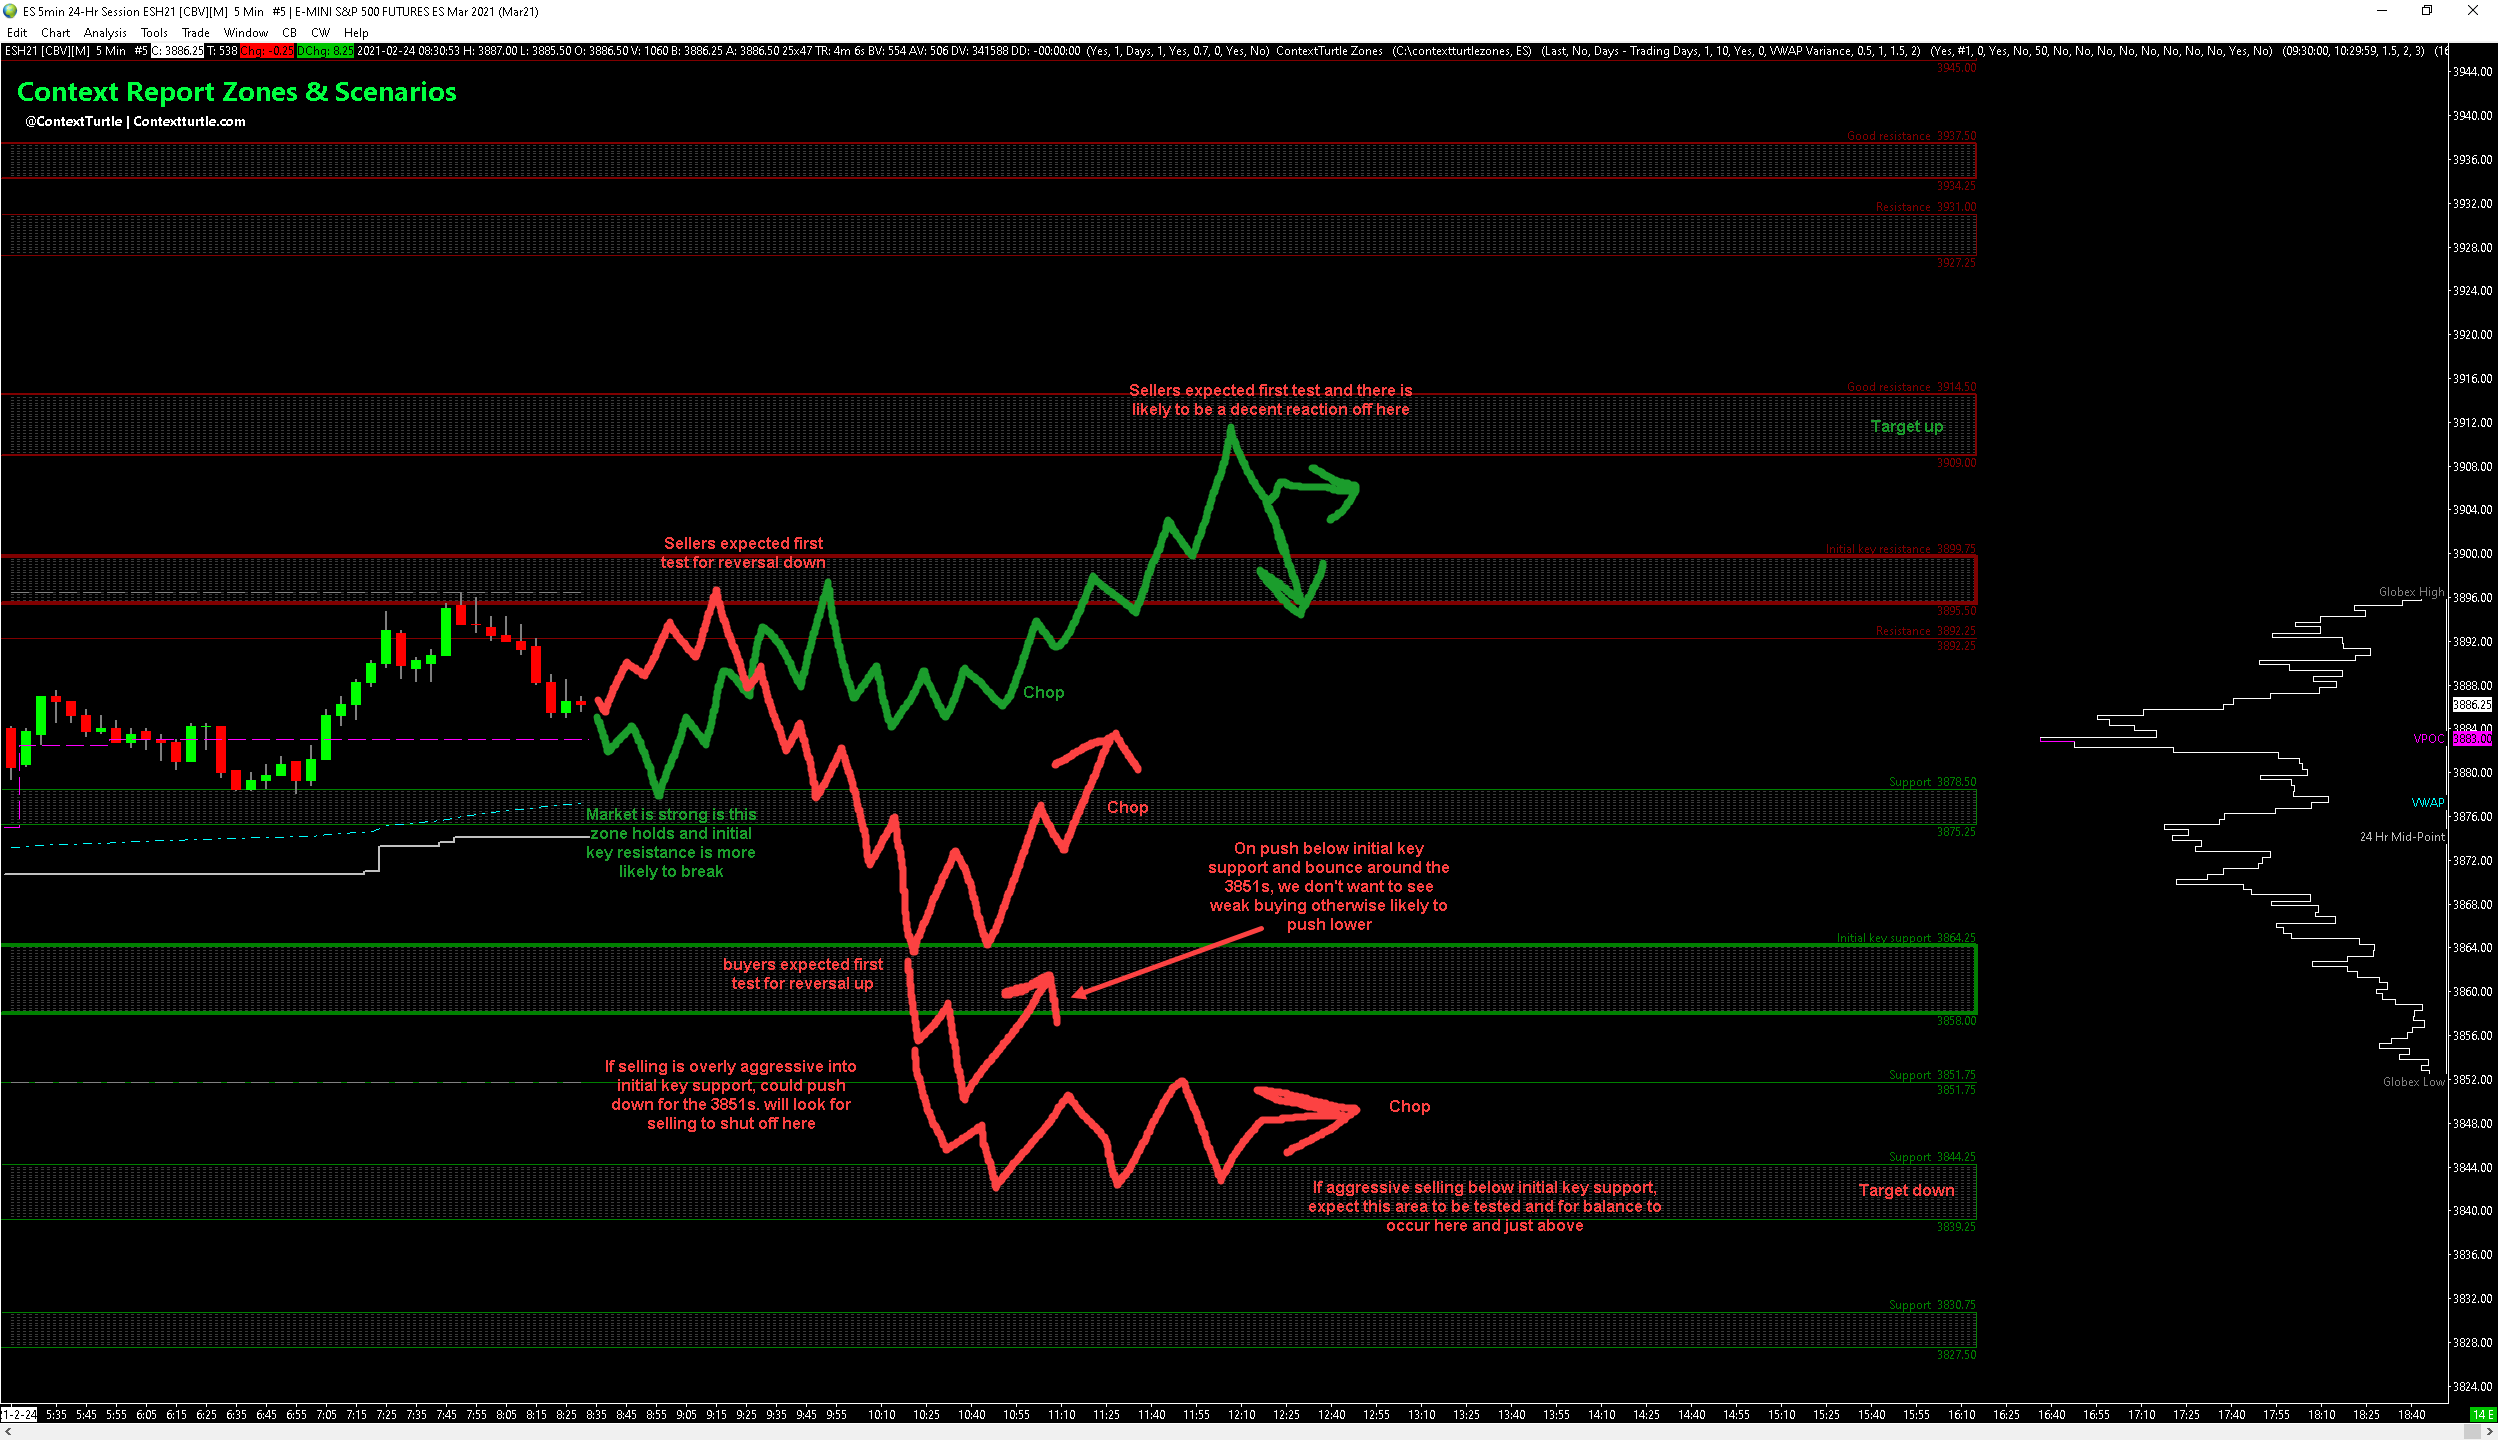 ES 5min 24-Hr Session ESH21 [CBV][M]  5 Min   #5 | E-MINI S&P 500 FUTURES ES Mar 2021 (Mar21)
Edit Chart Analysis Tools Trade Window CB CW Help
ESH21 [CBV][M]  5 Min   #5 C: 3886.25 T: 538 Chg: -0.25 DChg: 8.25 2021-02-24 08:30:53 H: 3887.00 L: 3885.50 O: 3886.50 V: 1060 B: 3886.25 A: 3886.50 25x47 TR: 4m 6s BV: 554 AV: 506 DV: 341588 DD: -00:00:00  (Yes, 1, Days, 1, Yes, 0.7, 0, Yes, No)  ContextTurtle Zones   (C:\contextturtlezones, ES)   (Last, No, Days - Trading Days, 1, 10, Yes, 0, VWAP Variance, 0.5, 1, 1.5, 2)   (Yes, #1, 0, Yes, No, 50, No, No, No, No, No, No, No, No, No, Yes, No)   (09:30:00, 10:29:59, 1.5, 2, 3)   (16
3945.00
Context Report Zones & Scenarios
@ContextTurtle | Contextturtle.com
Good resistance  3937.50
3934.25
Resistance  3931.00
3927.25
Sellers expected first test and there is
likely to be a decent reaction off here
Good resistance  3914.50
Target up
3909.00
Sellers expected first
test for reversal down
Initial key resistance  3899.75
3895.50
Resistance  3892.25
3892.25
Chop
Support  3878.50
3875.25
Market is strong is this
zone holds and initial
key resistance is more
likely to break
Chop
On push below initial key
support and bounce around the
3851s, we don't want to see
weak buying otherwise likely to
push lower
Initial key support  3864.25
3858.00
buyers expected first
test for reversal up
If selling is overly aggressive into
initial key support, could push
down for the 3851s. will look for
selling to shut off here
Support  3851.75
3851.75
Chop
Support  3844.25
Target down
3839.25
If aggressive selling below initial key support,
expect this area to be tested and for balance to
occur here and just above
Support  3830.75
3827.50
Globex High
VPOC
VWAP
24 Hr Mid-Point
Globex Low
3944.00
3940.00
3936.00
3932.00
3928.00
3924.00
3920.00
3916.00
3912.00
3908.00
3904.00
3900.00
3896.00
3892.00
3888.00
3886.25
3884.00
3883.00
3880.00
3876.00
3872.00
3868.00
3864.00
3860.00
3856.00
3852.00
3848.00
3844.00
3840.00
3836.00
3832.00
3828.00
3824.00
1-2-24 5:35 5:45 5:55 6:05 6:15 6:25 6:35 6:45 6:55 7:05 7:15 7:25 7:35 7:45 7:55 8:05 8:15 8:25 8:35 8:45 8:55 9:05 9:15 9:25 9:35 9:45 9:55 10:10 10:25 10:40 10:55 11:10 11:25 11:40 11:55 12:10 12:25 12:40 12:55 13:10 13:25 13:40 13:55 14:10 14:25 14:40 14:55 15:10 15:25 15:40 15:55 16:10 16:25 16:40 16:55 17:10 17:25 17:40 17:55 18:10 18:25 18:40 14 E